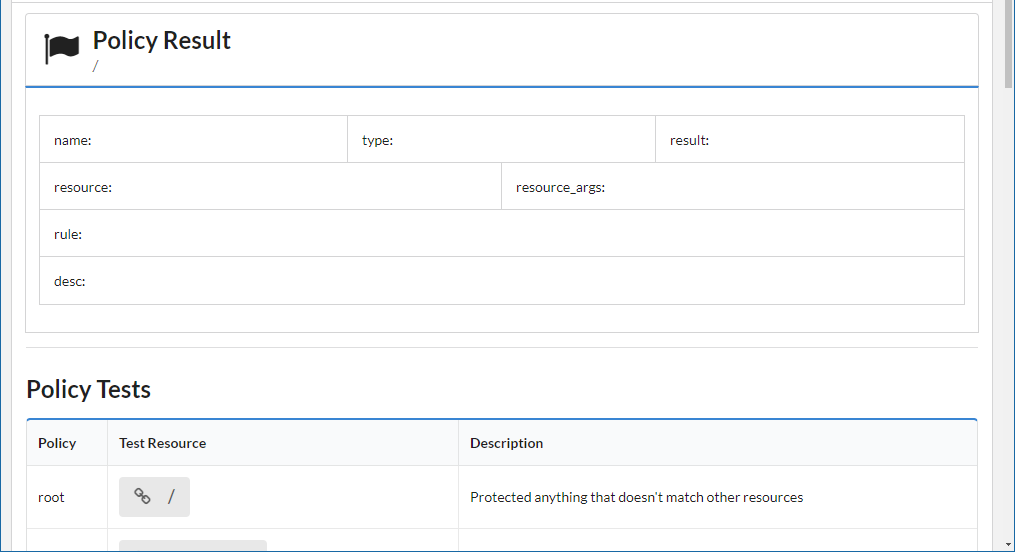 Policy Result
/
name: type: result:
resource: resource_args:
rule:
desc:
Policy Tests
Policy Test Resource Description
root / Protected anything that doesn't match other resources